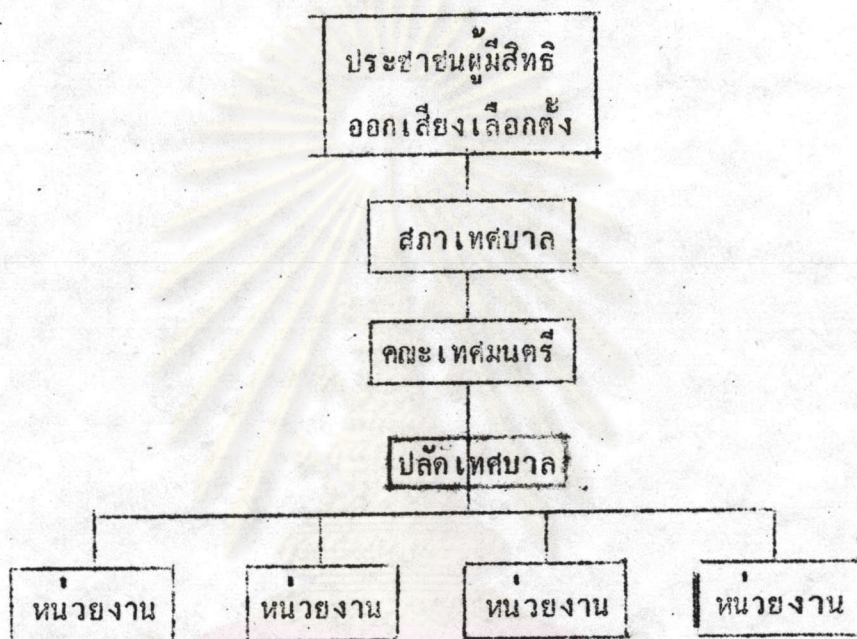 ประชาชนผู้มีสิทธิ
ออกเสียงเลือกตั้ง
สภาเทศบาล
คณะเทศมนตรี
ปลัดเทศบาล
หน่วยงาน หน่วยงาน หน่วยงาน หน่วยงาน